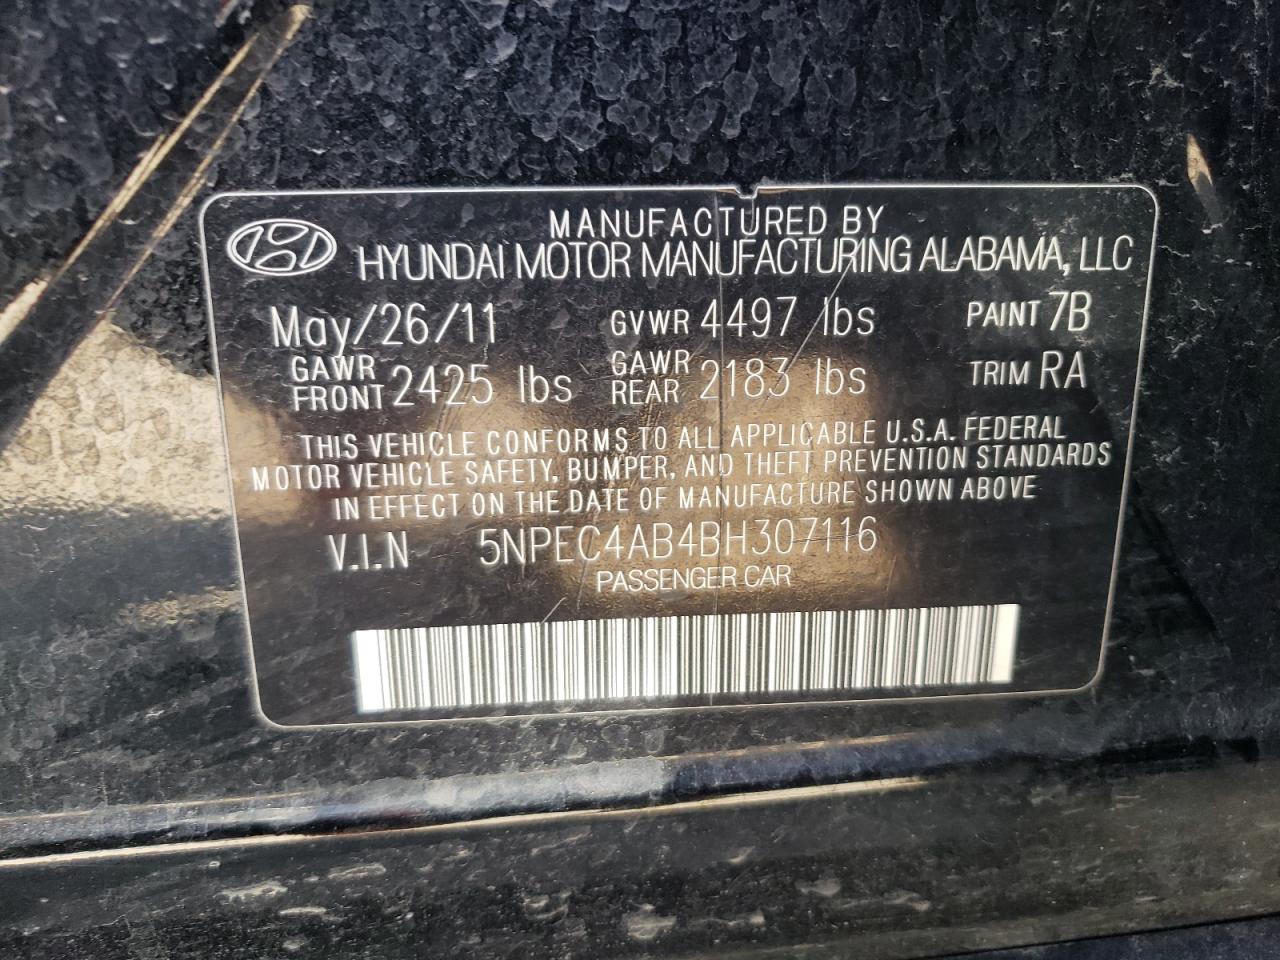 MANUFACTURED BY
HYUNDAI MOTOR MANUFACTURING ALABAMA, LLC
May/26/11 GVWR 4497 lbs PAINT 7B
GAWR FRONT 2425 lbs GAWR REAR 2183 lbs TRIM RA
THIS VEHICLE CONFORMS TO ALL APPLICABLE U.S.A. FEDERAL
MOTOR VEHICLE SAFETY, BUMPER, AND THEFT PREVENTION STANDARDS
IN EFFECT ON THE DATE OF MANUFACTURE SHOWN ABOVE
V.I.N 5NPEC4AB4BH307116
PASSENGER CAR